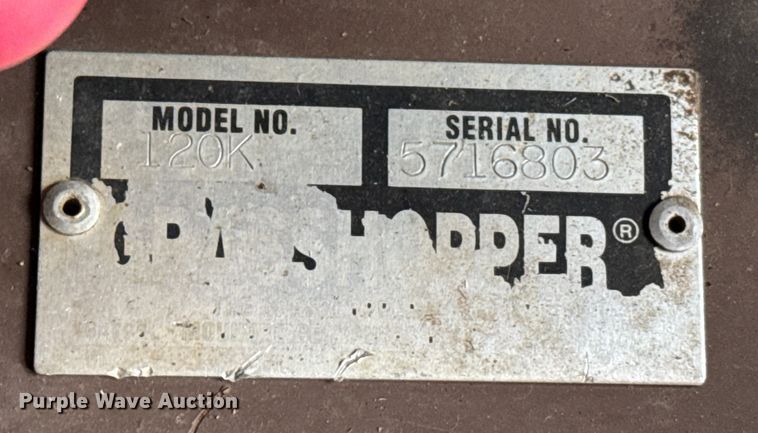 MODEL NO. SERIAL NO.
120K 5716803
GRASSHOPPER®
Purple Wave Auction